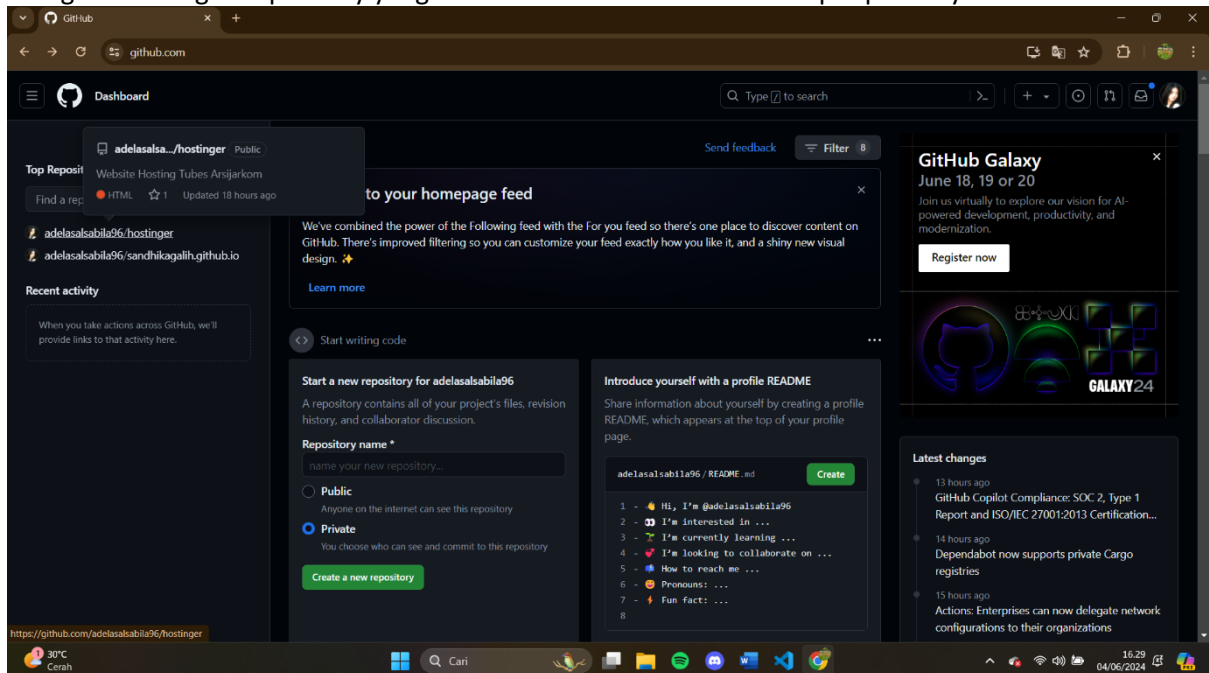 GitHub
github.com
Dashboard
Type / to search
adelasalsa.../hostinger Public
Website Hosting Tubes Arsijarkom
HTML 1 Updated 18 hours ago
Top Reposit
Find a rep
adelasalsabila96/hostinger
adelasalsabila96/sandhikagalih.github.io
Recent activity
When you take actions across GitHub, we'll
provide links to that activity here.
Send feedback
Filter 8
to your homepage feed
We've combined the power of the Following feed with the For you feed so there's one place to discover content on
GitHub. There's improved filtering so you can customize your feed exactly how you like it, and a shiny new visual
design. ✨
Learn more
Start writing code
Start a new repository for adelasalsabila96
A repository contains all of your project's files, revision
history, and collaborator discussion.
Repository name *
name your new repository...
Public
Anyone on the internet can see this repository
Private
You choose who can see and commit to this repository
Create a new repository
Introduce yourself with a profile README
Share information about yourself by creating a profile
README, which appears at the top of your profile
page.
adelasalsabila96 / README.md
Create
1 - 👋 Hi, I'm @adelasalsabila96
2 - 👀 I'm interested in ...
3 - 🌱 I'm currently learning ...
4 - 💞️ I'm looking to collaborate on ...
5 - 📫 How to reach me ...
6 - 😄 Pronouns: ...
7 - ⚡ Fun fact: ...
8
GitHub Galaxy
June 18, 19 or 20
Join us virtually to explore our vision for AI-
powered development, productivity, and
modernization.
Register now
GALAXY24
Latest changes
13 hours ago
GitHub Copilot Compliance: SOC 2, Type 1
Report and ISO/IEC 27001:2013 Certification...
14 hours ago
Dependabot now supports private Cargo
registries
15 hours ago
Actions: Enterprises can now delegate network
configurations to their organizations
https://github.com/adelasalsabila96/hostinger
1
30°C
Cerah
Cari
16.29
04/06/2024